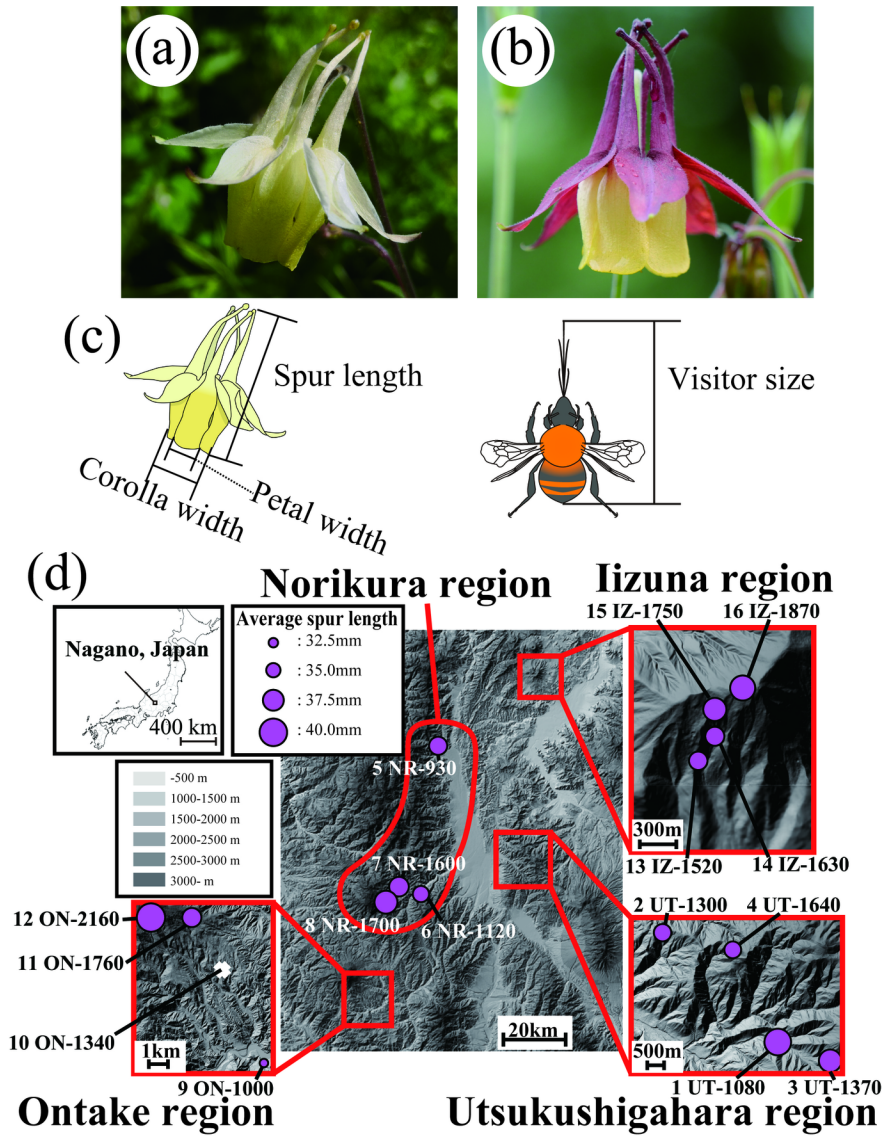 (a)
(b)
(c)
Spur length
Petal width
Corolla width
Visitor size
(d)
Norikura region
Iizuna region
15 IZ-1750
16 IZ-1870
Nagano, Japan
400 km
Average spur length
: 32.5mm
: 35.0mm
: 37.5mm
: 40.0mm
5 NR-930
-500 m
1000-1500 m
1500-2000 m
2000-2500 m
2500-3000 m
3000- m
300m
13 IZ-1520
14 IZ-1630
7 NR-1600
8 NR-1700
6 NR-1120
2 UT-1300
4 UT-1640
12 ON-2160
11 ON-1760
10 ON-1340
1km
9 ON-1000
20km
500m
1 UT-1080
3 UT-1370
Ontake region
Utsukushigahara region